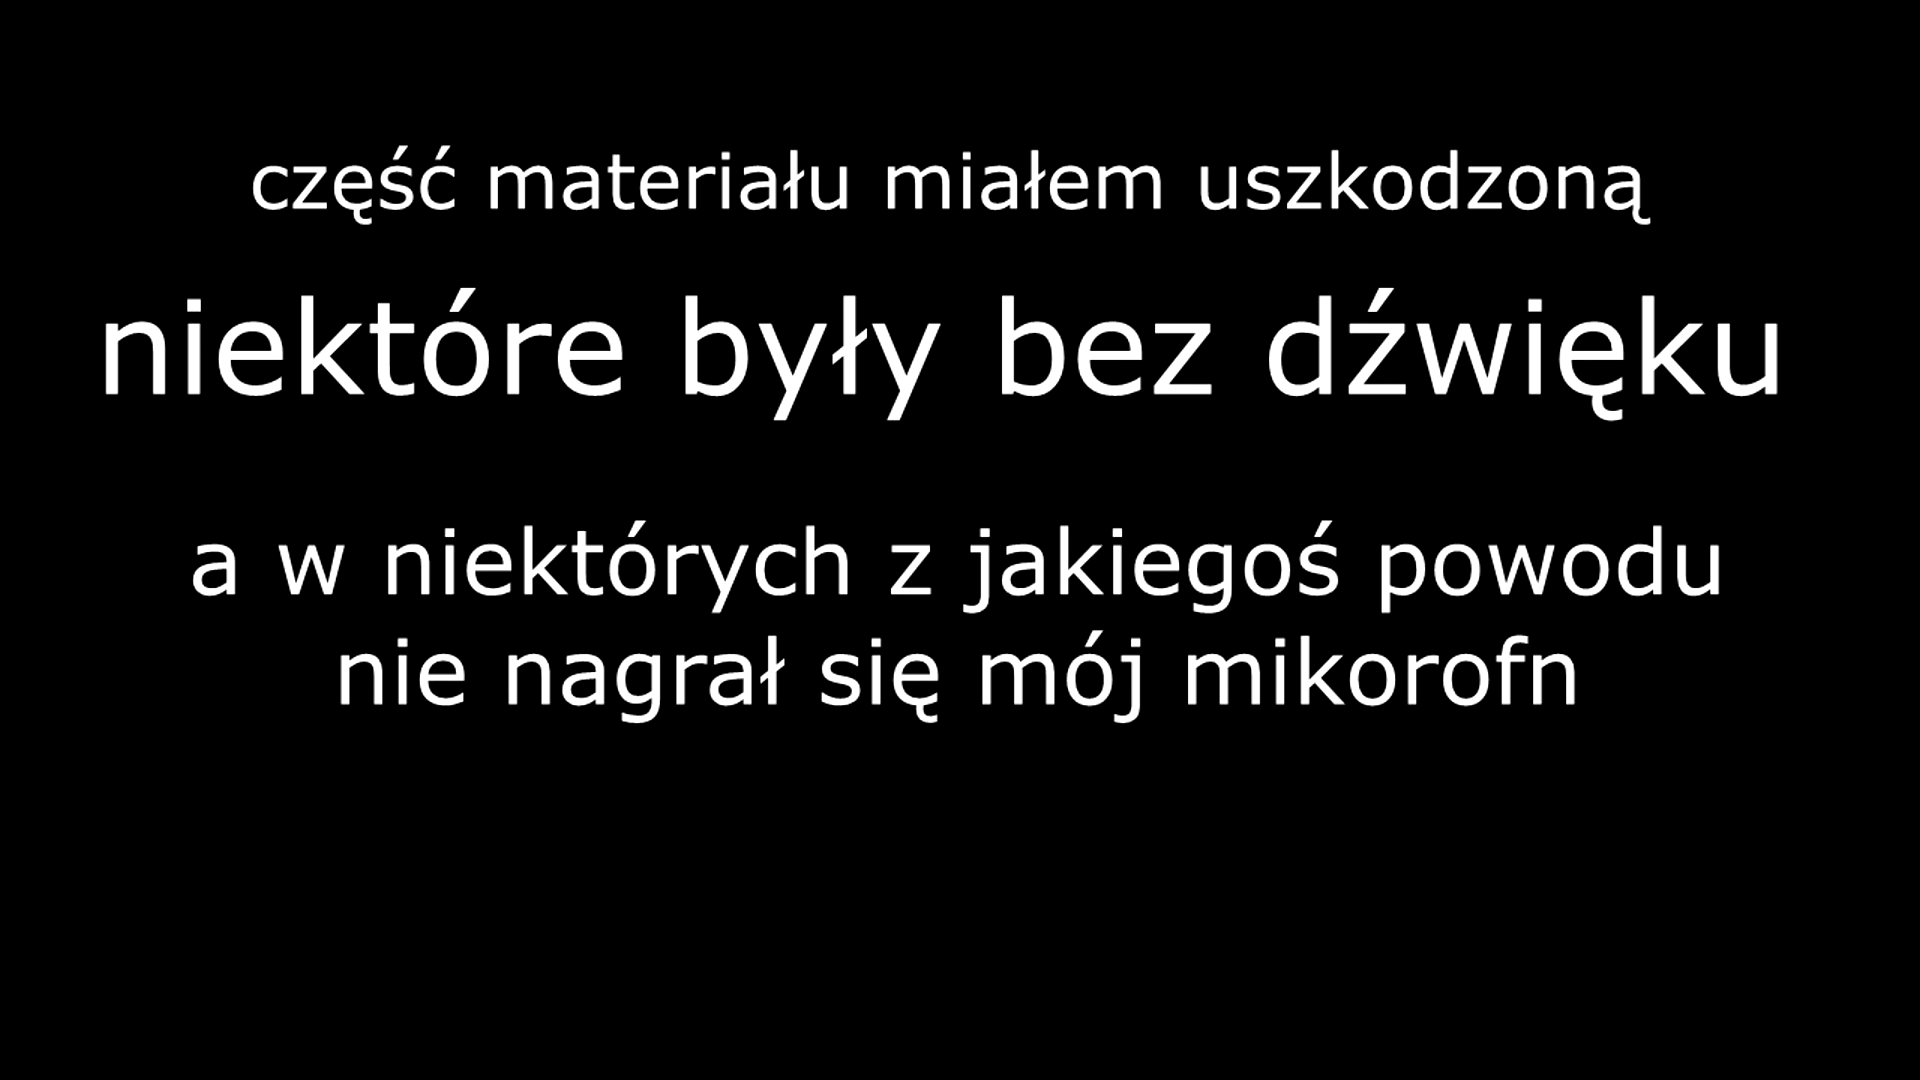 część materiału miałem uszkodzoną
niektóre były bez dźwięku
a w niektórych z jakiegoś powodu
nie nagrał się mój mikorofn